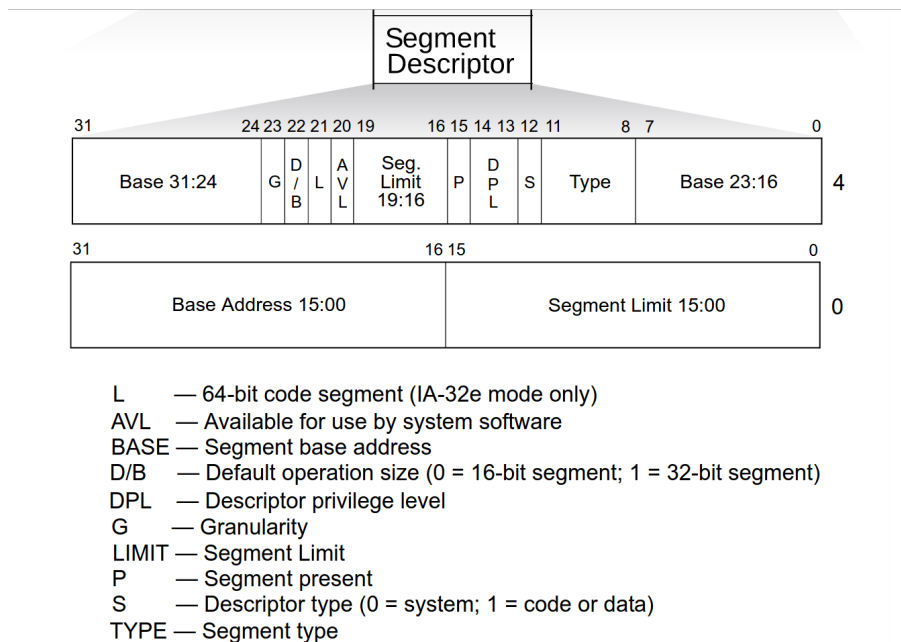 Segment
Descriptor
31 24 23 22 21 20 19 16 15 14 13 12 11 8 7 0
Base 31:24 G D/B L AVL Seg. Limit 19:16 P DPL S Type Base 23:16 4
31 16 15 0
Base Address 15:00 Segment Limit 15:00 0
L — 64-bit code segment (IA-32e mode only)
AVL — Available for use by system software
BASE — Segment base address
D/B — Default operation size (0 = 16-bit segment; 1 = 32-bit segment)
DPL — Descriptor privilege level
G — Granularity
LIMIT — Segment Limit
P — Segment present
S — Descriptor type (0 = system; 1 = code or data)
TYPE — Segment type